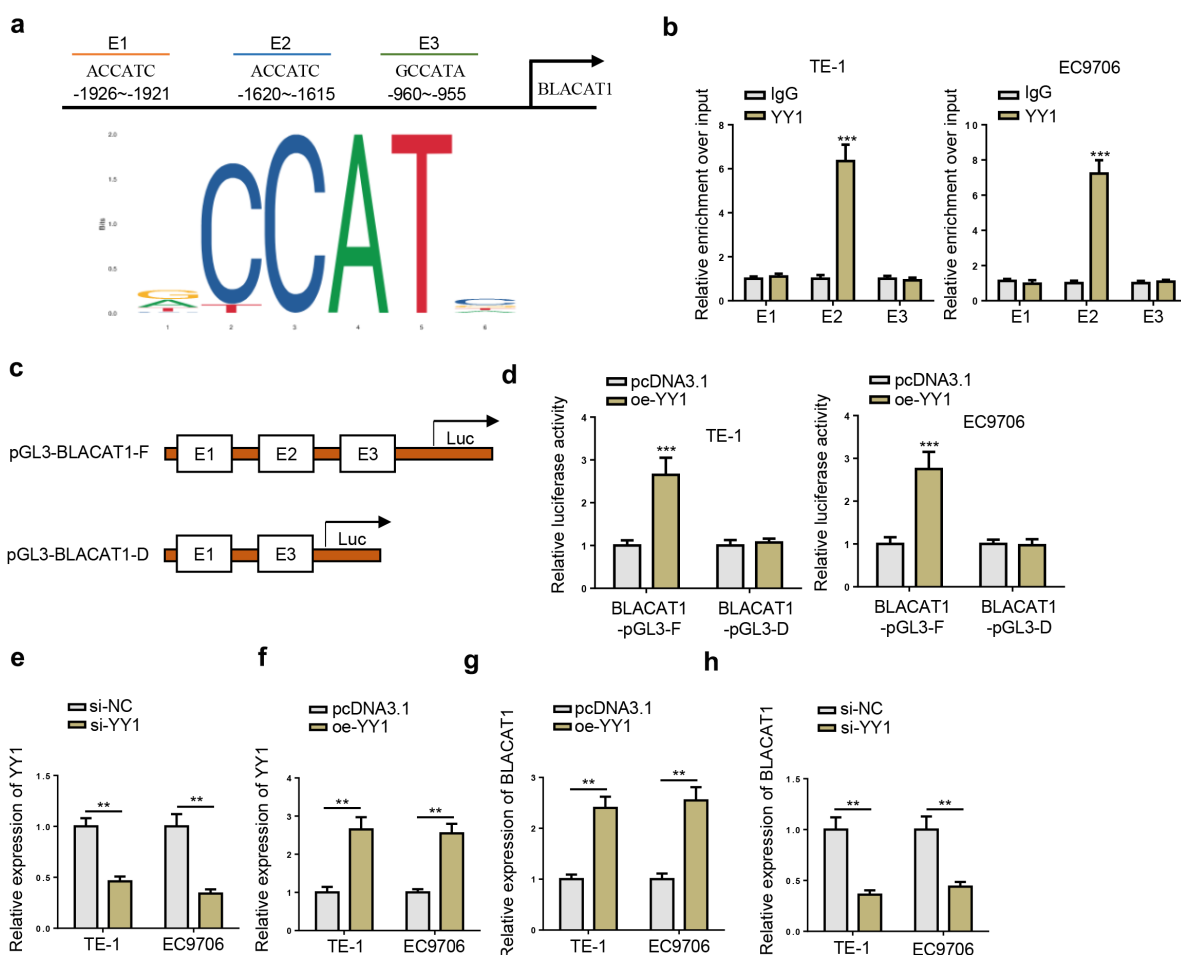 a
E1 E2 E3
ACCATC ACCATC GCCATA
-1926~-1921 -1620~-1615 -960~-955 BLACAT1
2.0
1.5
Bits
1.0
0.5
0.0
CCAT
1 2 3 4 5 6
b
TE-1
IgG
YY1
Relative enrichment over input
8
6
4
2
0
E1 E2 E3
***
EC9706
IgG
YY1
Relative enrichment over input
10
8
6
4
2
0
E1 E2 E3
***
c
pGL3-BLACAT1-F E1 E2 E3 Luc
pGL3-BLACAT1-D E1 E3 Luc
d
pcDNA3.1
oe-YY1
TE-1
Relative luciferase activity
4
3
2
1
0
***
BLACAT1 BLACAT1
-pGL3-F -pGL3-D
pcDNA3.1
oe-YY1
EC9706
Relative luciferase activity
4
3
2
1
0
***
BLACAT1 BLACAT1
-pGL3-F -pGL3-D
e
si-NC
si-YY1
Relative expression of YY1
1.5
1.0
0.5
0.0
** **
TE-1 EC9706
f
pcDNA3.1
oe-YY1
Relative expression of YY1
4
3
2
1
0
** **
TE-1 EC9706
g
pcDNA3.1
oe-YY1
Relative expression of BLACAT1
3
2
1
0
** **
TE-1 EC9706
h
si-NC
si-YY1
Relative expression of BLACAT1
1.5
1.0
0.5
0.0
** **
TE-1 EC9706